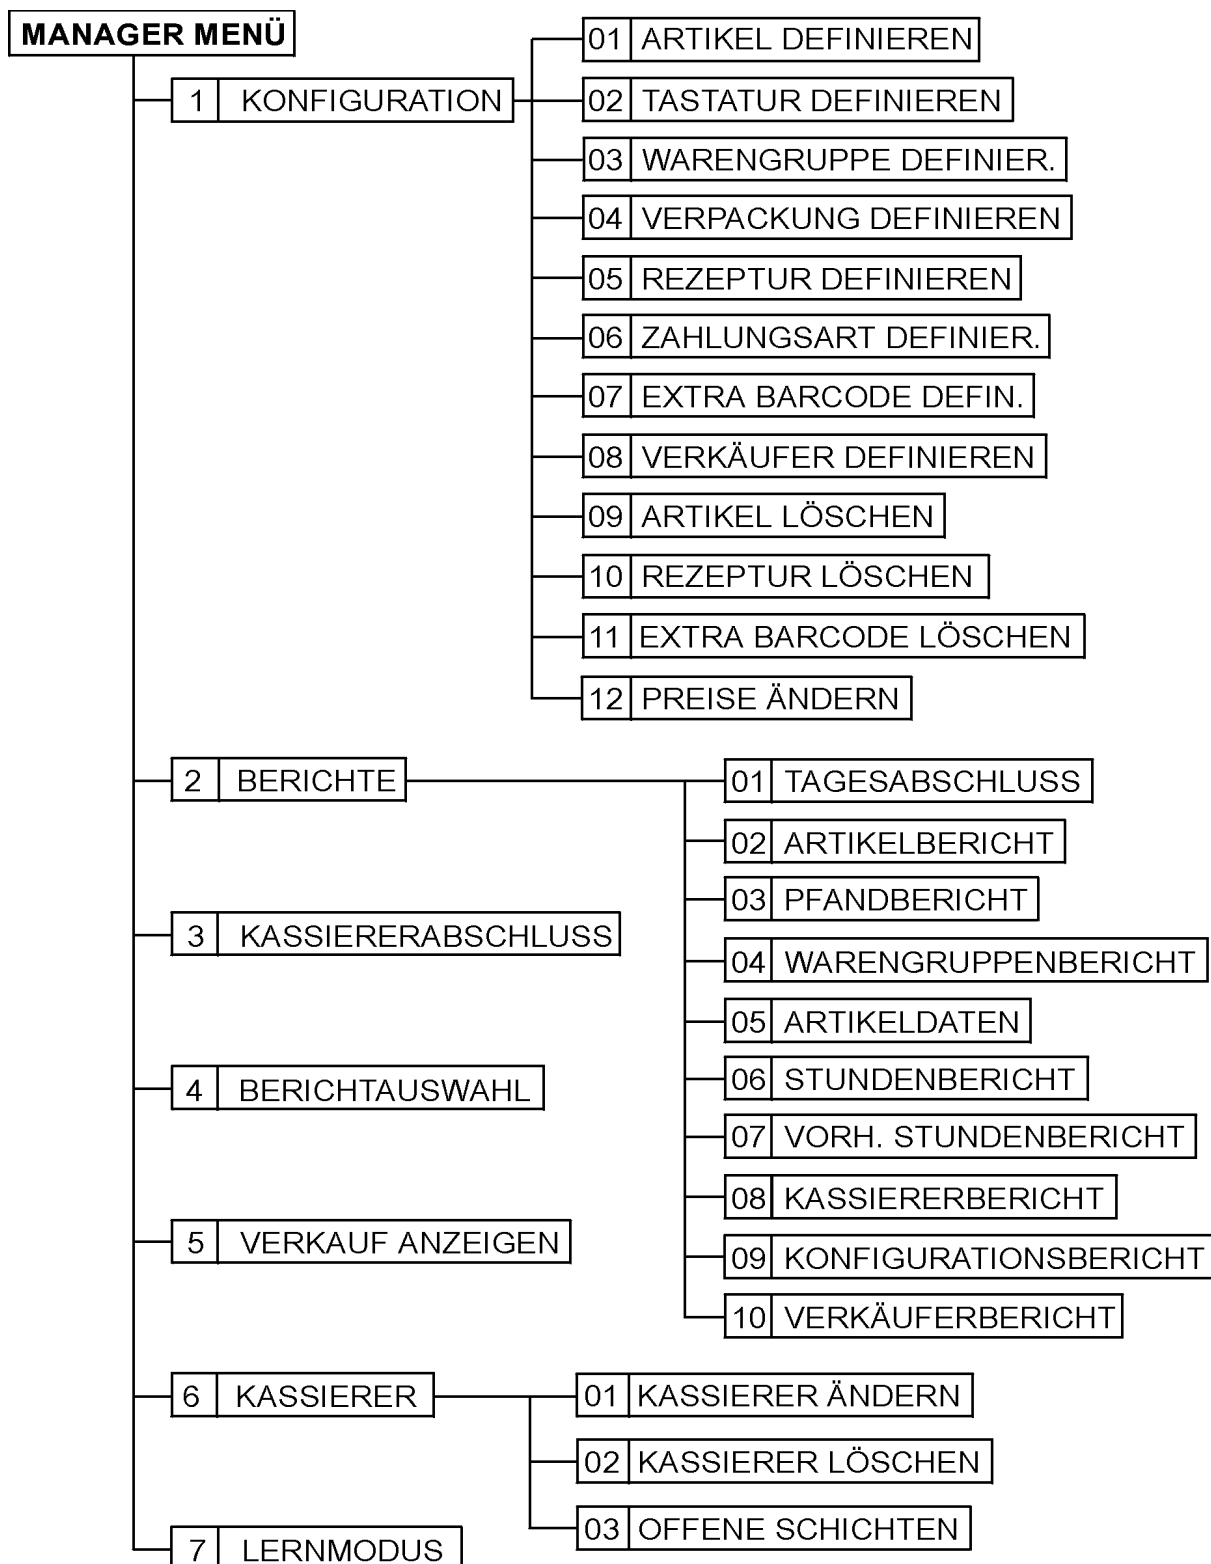 MANAGER MENÜ
1 KONFIGURATION
01 ARTIKEL DEFINIEREN
02 TASTATUR DEFINIEREN
03 WARENGRUPPE DEFINIER.
04 VERPACKUNG DEFINIEREN
05 REZEPTUR DEFINIEREN
06 ZAHLUNGSART DEFINIER.
07 EXTRA BARCODE DEFIN.
08 VERKÄUFER DEFINIEREN
09 ARTIKEL LÖSCHEN
10 REZEPTUR LÖSCHEN
11 EXTRA BARCODE LÖSCHEN
12 PREISE ÄNDERN
2 BERICHTE
01 TAGESABSCHLUSS
02 ARTIKELBERICHT
03 PFANDBERICHT
04 WARENGRUPPENBERICHT
05 ARTIKELDATEN
06 STUNDENBERICHT
07 VORH. STUNDENBERICHT
08 KASSIERERBERICHT
09 KONFIGURATIONSBERICHT
10 VERKÄUFERBERICHT
3 KASSIERERABSCHLUSS
4 BERICHTAUSWAHL
5 VERKAUF ANZEIGEN
6 KASSIERER
01 KASSIERER ÄNDERN
02 KASSIERER LÖSCHEN
03 OFFENE SCHICHTEN
7 LERNMODUS